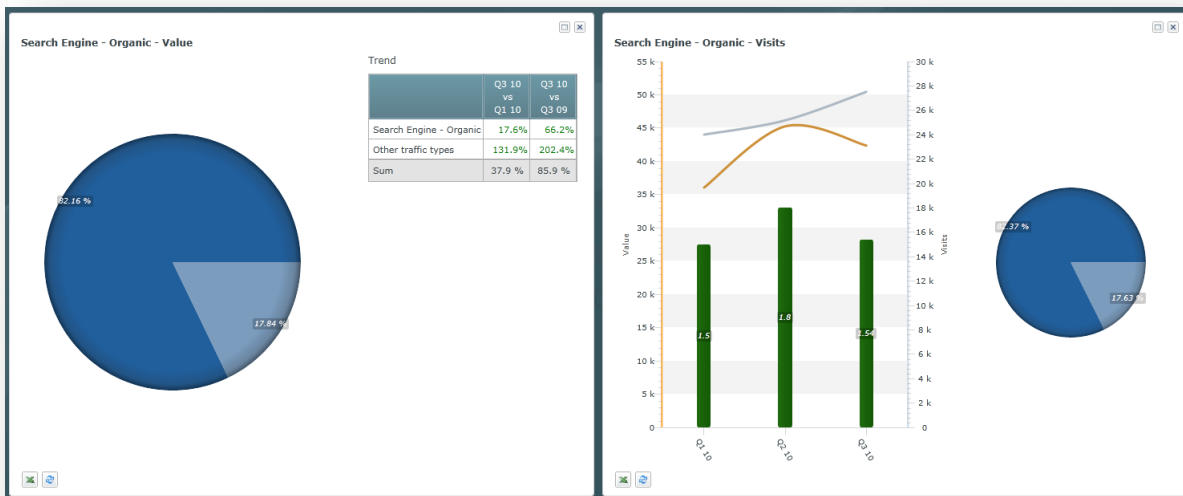 Search Engine - Organic - Value
Trend
Q3 10 vs Q1 10
Q3 10 vs Q3 09
Search Engine - Organic 17.6% 66.2%
Other traffic types 131.9% 202.4%
Sum 37.9 % 85.9 %
82.16 %
17.84 %
Search Engine - Organic - Visits
55 k
50 k
45 k
40 k
35 k
30 k
25 k
20 k
15 k
10 k
5 k
0
Value
1.5
1.8
1.54
Q1 10
Q2 10
Q3 10
30 k
28 k
26 k
24 k
22 k
20 k
18 k
16 k
14 k
12 k
10 k
8 k
6 k
4 k
2 k
0
Visits
82.37 %
17.63 %